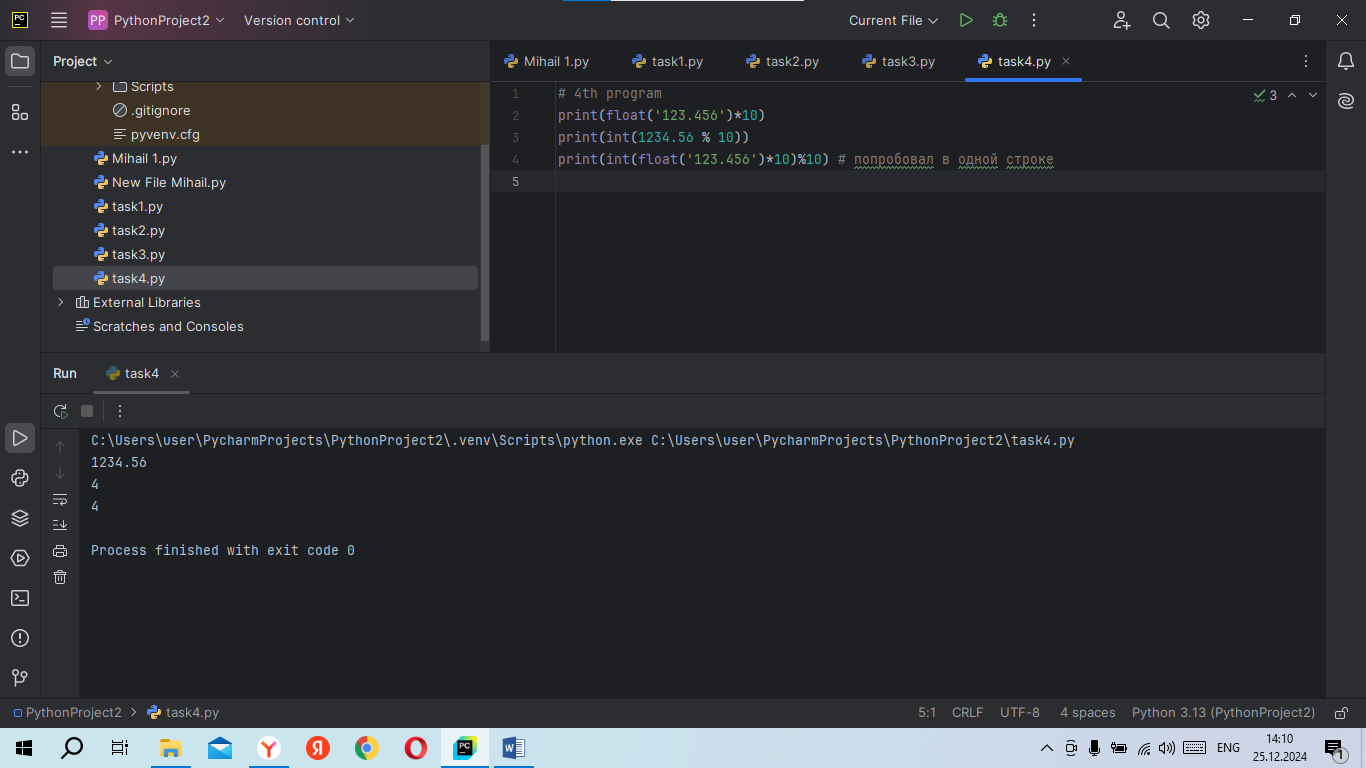 PC
PP PythonProject2 Version control Current File
Project
Mihail 1.py task1.py task2.py task3.py task4.py
Scripts
.gitignore
pyvenv.cfg
Mihail 1.py
New File Mihail.py
task1.py
task2.py
task3.py
task4.py
External Libraries
Scratches and Consoles
1 # 4th program
2 print(float('123.456')*10)
3 print(int(1234.56 % 10))
4 print(int(float('123.456')*10)%10) # попробовал в одной строке
5
3
Run task4
C:\Users\user\PycharmProjects\PythonProject2\.venv\Scripts\python.exe C:\Users\user\PycharmProjects\PythonProject2\task4.py
1234.56
4
4
Process finished with exit code 0
PythonProject2 task4.py 5:1 CRLF UTF-8 4 spaces Python 3.13 (PythonProject2)
Y Я PC W ENG 14:10
25.12.2024 1